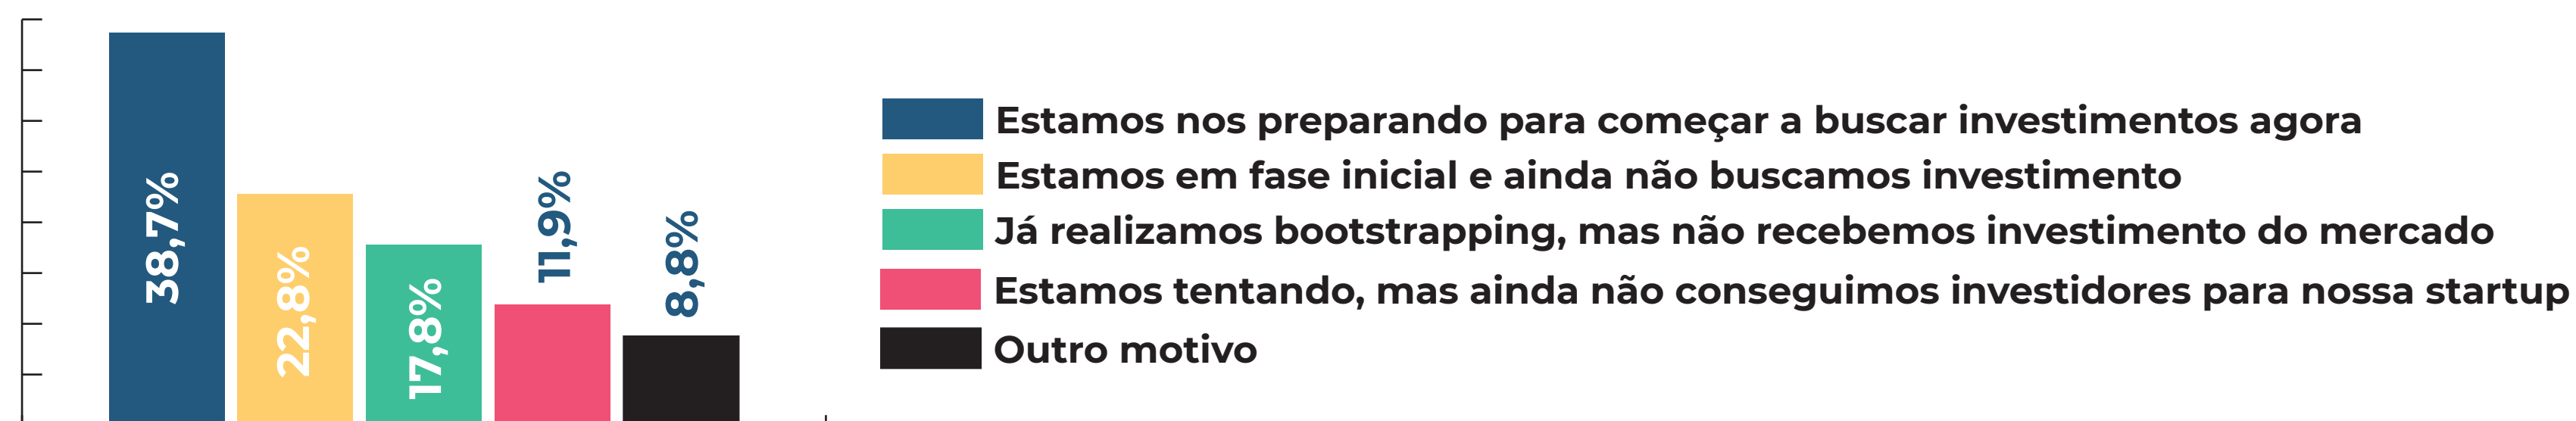 38,7%
22,8%
17,8%
11,9%
8,8%
Estamos nos preparando para começar a buscar investimentos agora
Estamos em fase inicial e ainda não buscamos investimento
Já realizamos bootstrapping, mas não recebemos investimento do mercado
Estamos tentando, mas ainda não conseguimos investidores para nossa startup
Outro motivo